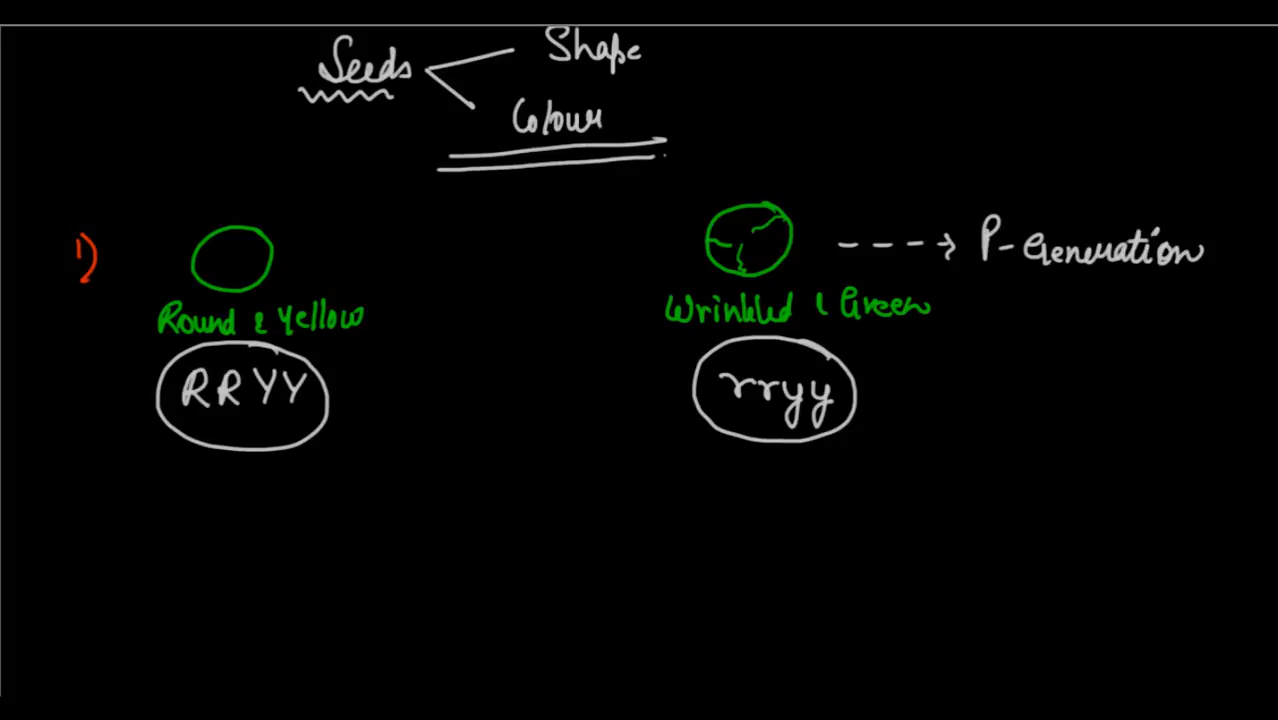 Seeds
Shape
Colour
1)
P-Generation
Round & Yellow
Wrinkled & Green
RRYY
rryy